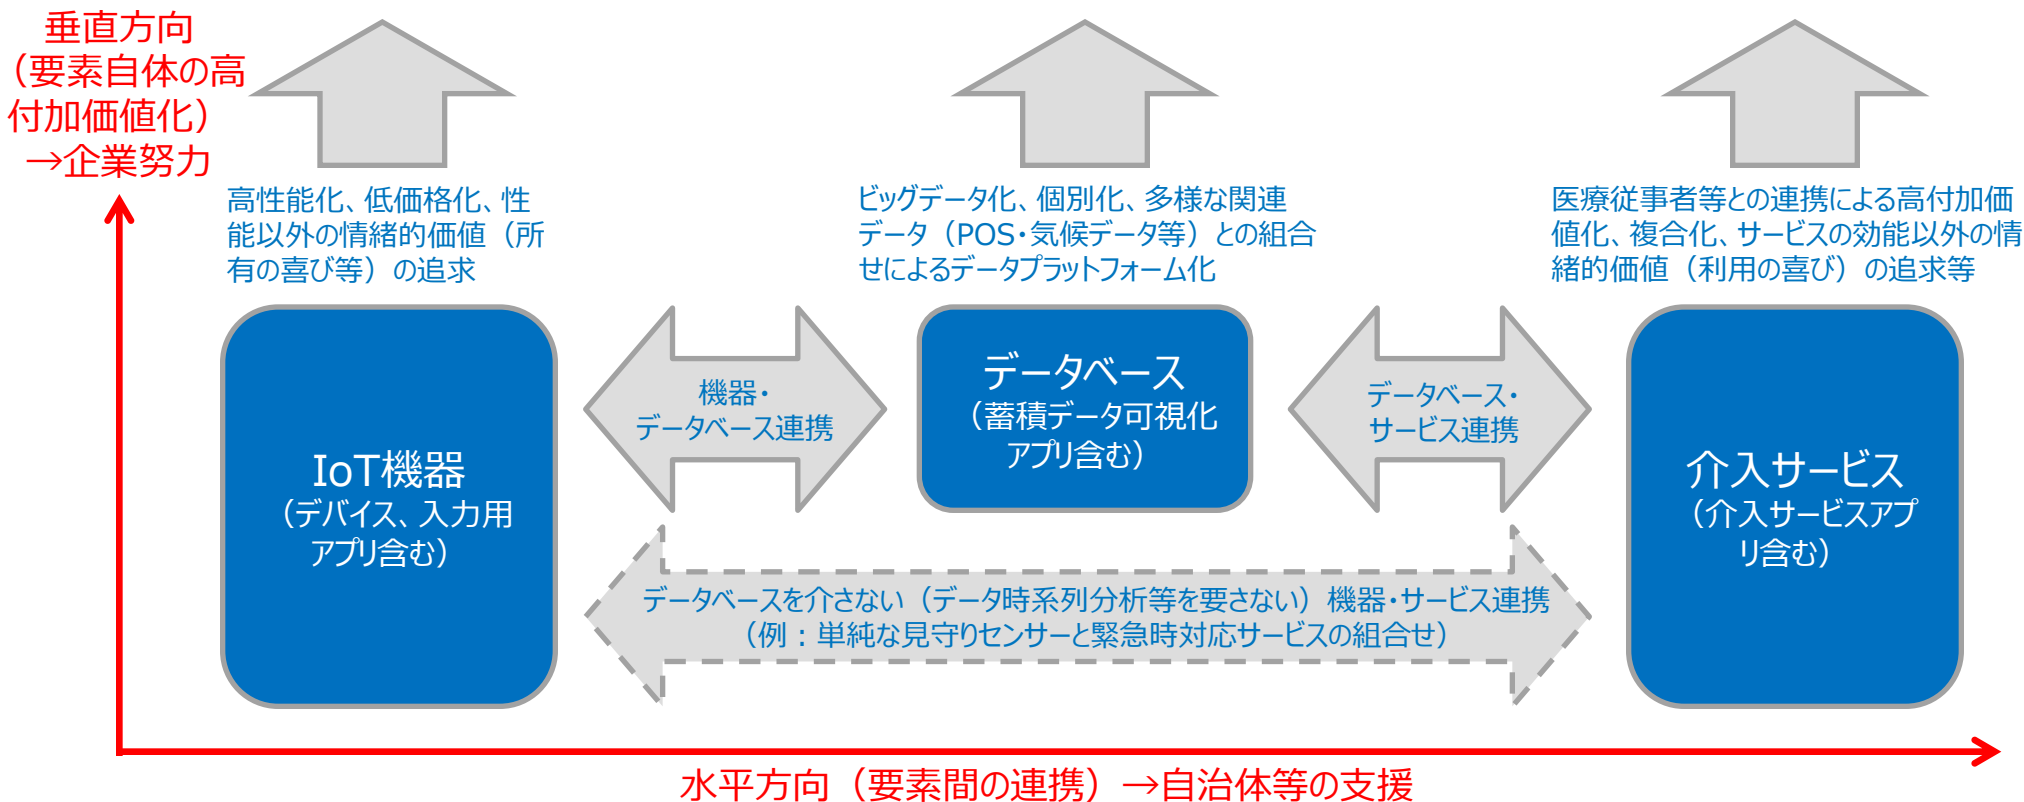 垂直方向
（要素自体の高
付加価値化）
→企業努力
高性能化、低価格化、性
能以外の情緒的価値（所
有の喜び等）の追求
ビッグデータ化、個別化、多様な関連
データ（POS・気候データ等）との組合
せによるデータプラットフォーム化
医療従事者等との連携による高付加価
値化、複合化、サービスの効能以外の情
緒的価値（利用の喜び）の追求等
IoT機器
（デバイス、入力用
アプリ含む）
機器・
データベース連携
データベース
（蓄積データ可視化
アプリ含む）
データベース・
サービス連携
介入サービス
（介入サービスアプ
リ含む）
データベースを介さない（データ時系列分析等を要さない）機器・サービス連携
（例：単純な見守りセンサーと緊急時対応サービスの組合せ）
水平方向（要素間の連携）→自治体等の支援